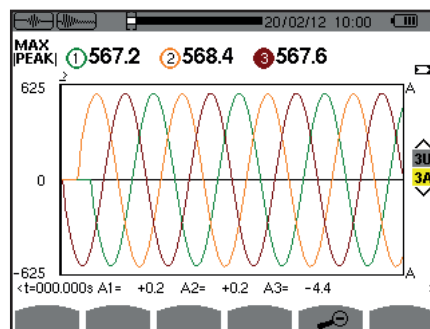 20/02/12 10:00
MAX
|PEAK| 1 567.2 2 568.4 3 567.6
625 A
0
3U
3A
-625 A
<t=000.000s A1= +0.2 A2= +0.2 A3= -4.4